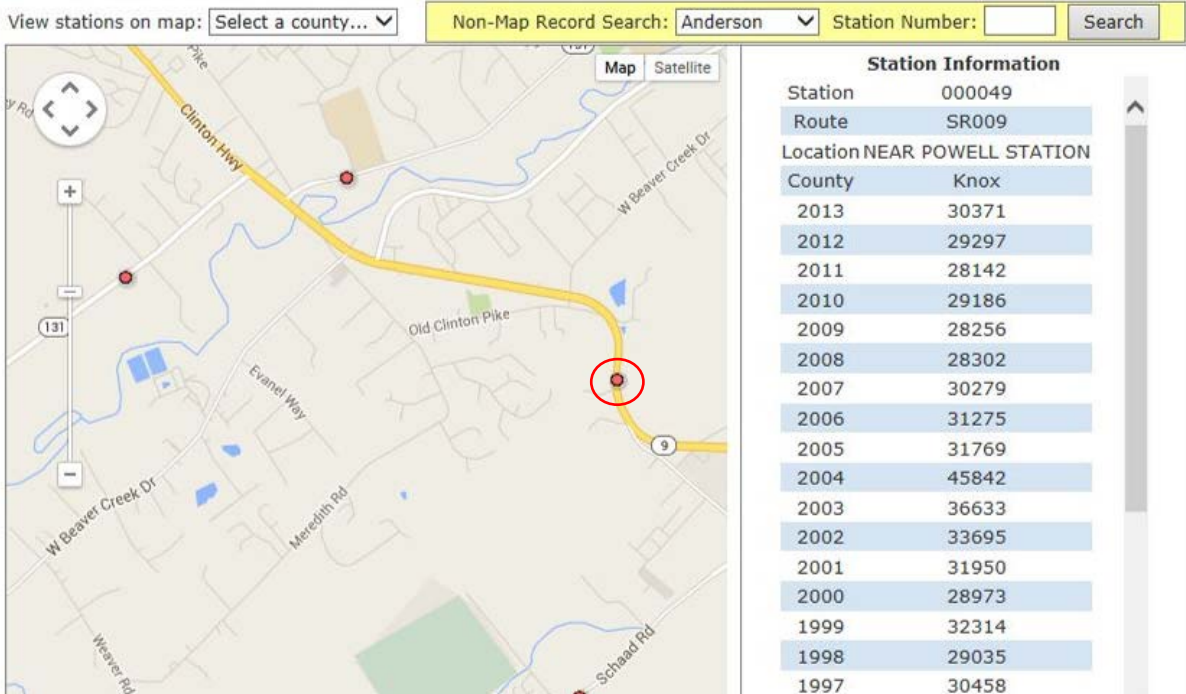 View stations on map: Select a county...
Non-Map Record Search: Anderson Station Number: Search
Map Satellite
Pike
Clinton Hwy
W Beaver Creek Dr
131
Old Clinton Pike
Evanel Way
9
W Beaver Creek Dr
Meredith Rd
Weaver Rd
Schaad Rd
Station Information
Station 000049
Route SR009
Location NEAR POWELL STATION
County Knox
2013 30371
2012 29297
2011 28142
2010 29186
2009 28256
2008 28302
2007 30279
2006 31275
2005 31769
2004 45842
2003 36633
2002 33695
2001 31950
2000 28973
1999 32314
1998 29035
1997 30458